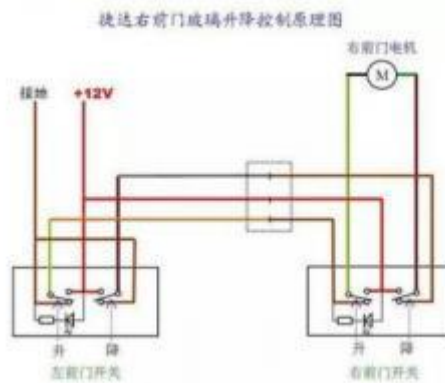 捷达右前门玻璃升降控制原理图
右前门电机
M
接地 +12V
升 降
左前门开关
升 降
右前门开关